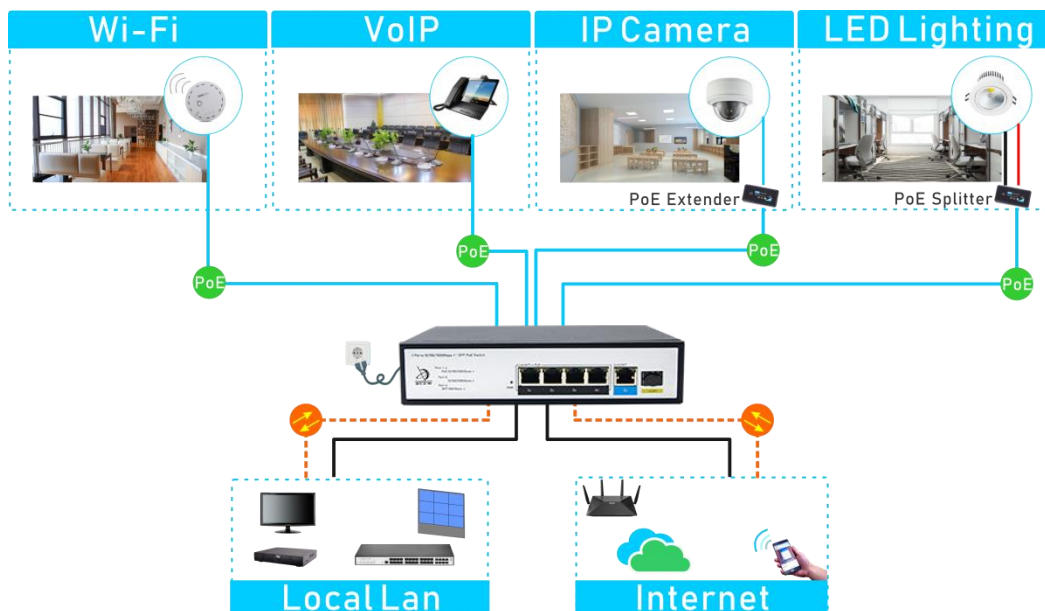 Wi-Fi
VoIP
IP Camera
LED Lighting
PoE Extender
PoE Splitter
PoE
PoE
PoE
PoE
Local Lan
Internet